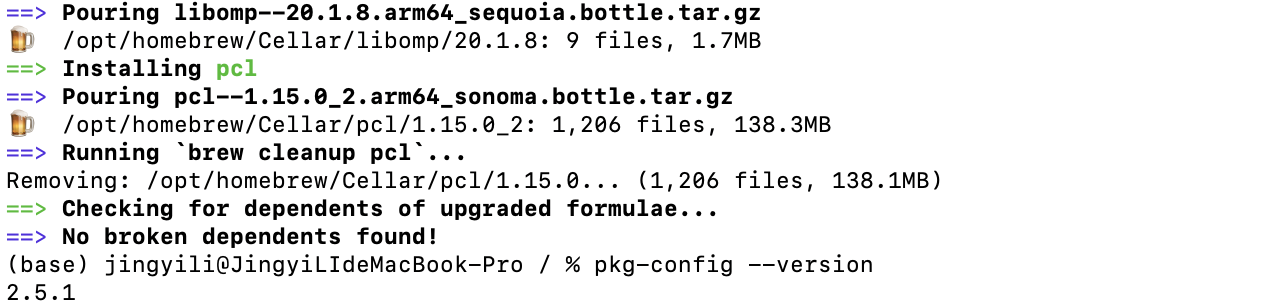 ==> Pouring libomp--20.1.8.arm64_sequoia.bottle.tar.gz
🍺  /opt/homebrew/Cellar/libomp/20.1.8: 9 files, 1.7MB
==> Installing pcl
==> Pouring pcl--1.15.0_2.arm64_sonoma.bottle.tar.gz
🍺  /opt/homebrew/Cellar/pcl/1.15.0_2: 1,206 files, 138.3MB
==> Running `brew cleanup pcl`...
Removing: /opt/homebrew/Cellar/pcl/1.15.0... (1,206 files, 138.1MB)
==> Checking for dependents of upgraded formulae...
==> No broken dependents found!
(base) jingyili@JingyiLIdeMacBook-Pro / % pkg-config --version
2.5.1